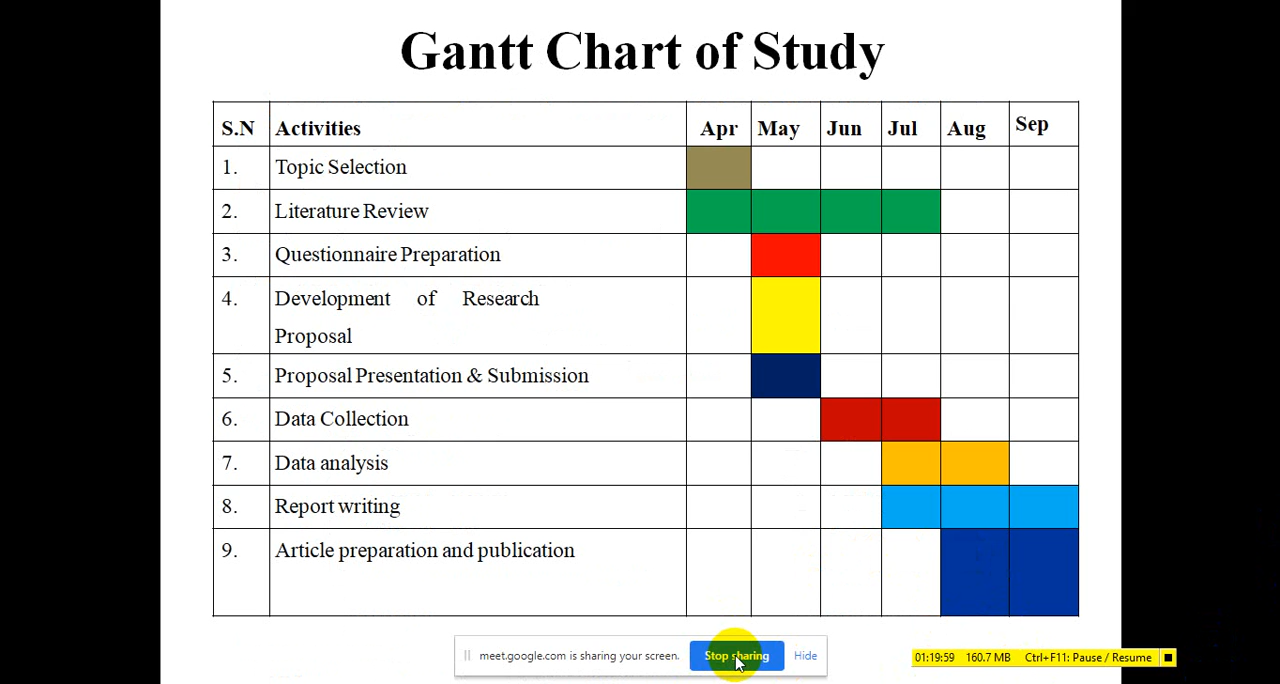 Gantt Chart of Study
S.N Activities Apr May Jun Jul Aug Sep
1. Topic Selection
2. Literature Review
3. Questionnaire Preparation
4. Development of Research
Proposal
5. Proposal Presentation & Submission
6. Data Collection
7. Data analysis
8. Report writing
9. Article preparation and publication
meet.google.com is sharing your screen. Stop sharing Hide
01:19:59 160.7 MB Ctrl+F11: Pause / Resume